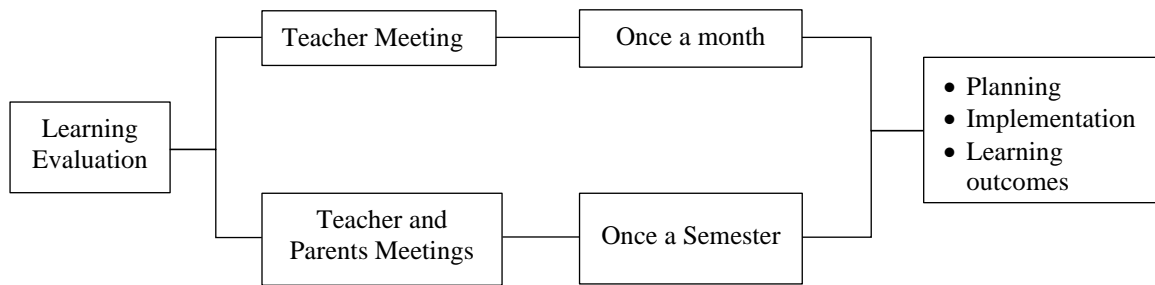 Teacher Meeting
Once a month
Learning
Evaluation
• Planning
• Implementation
• Learning
outcomes
Teacher and
Parents Meetings
Once a Semester